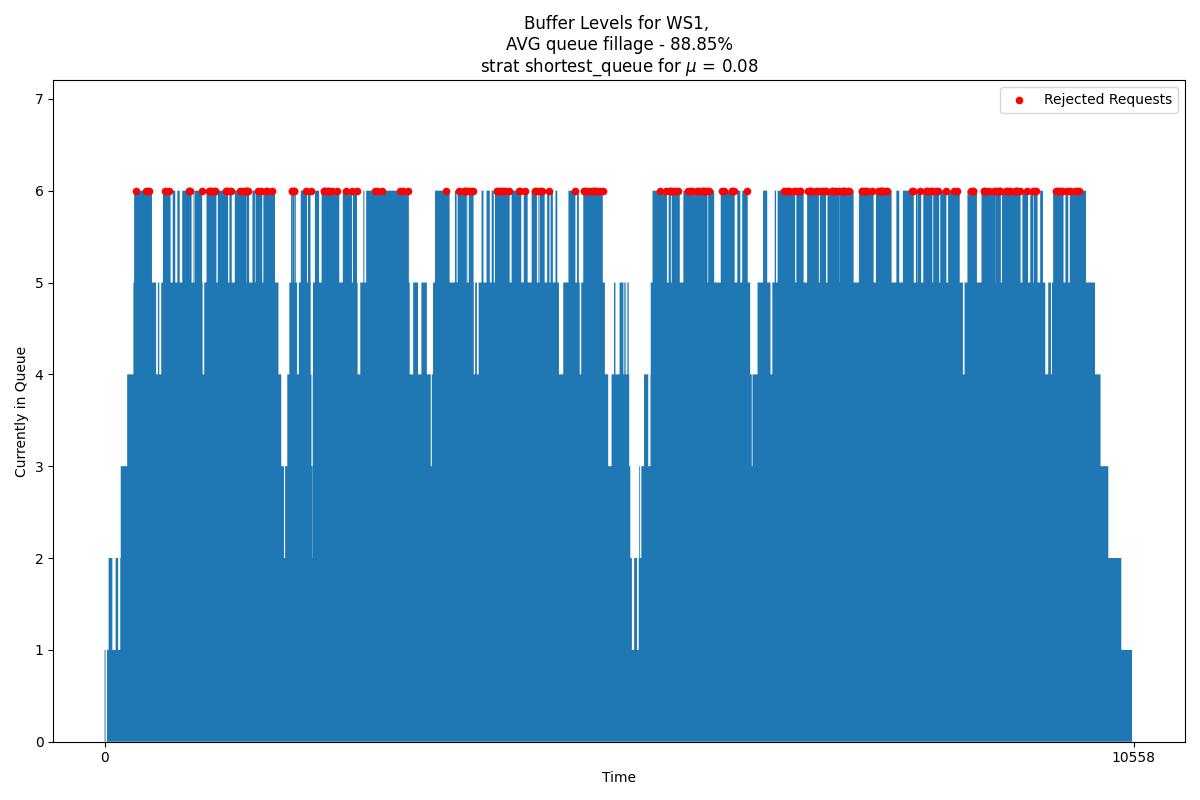 Buffer Levels for WS1,
AVG queue fillage - 88.85%
strat shortest_queue for μ = 0.08
Rejected Requests
Currently in Queue
7
6
5
4
3
2
1
0
0 10558
Time